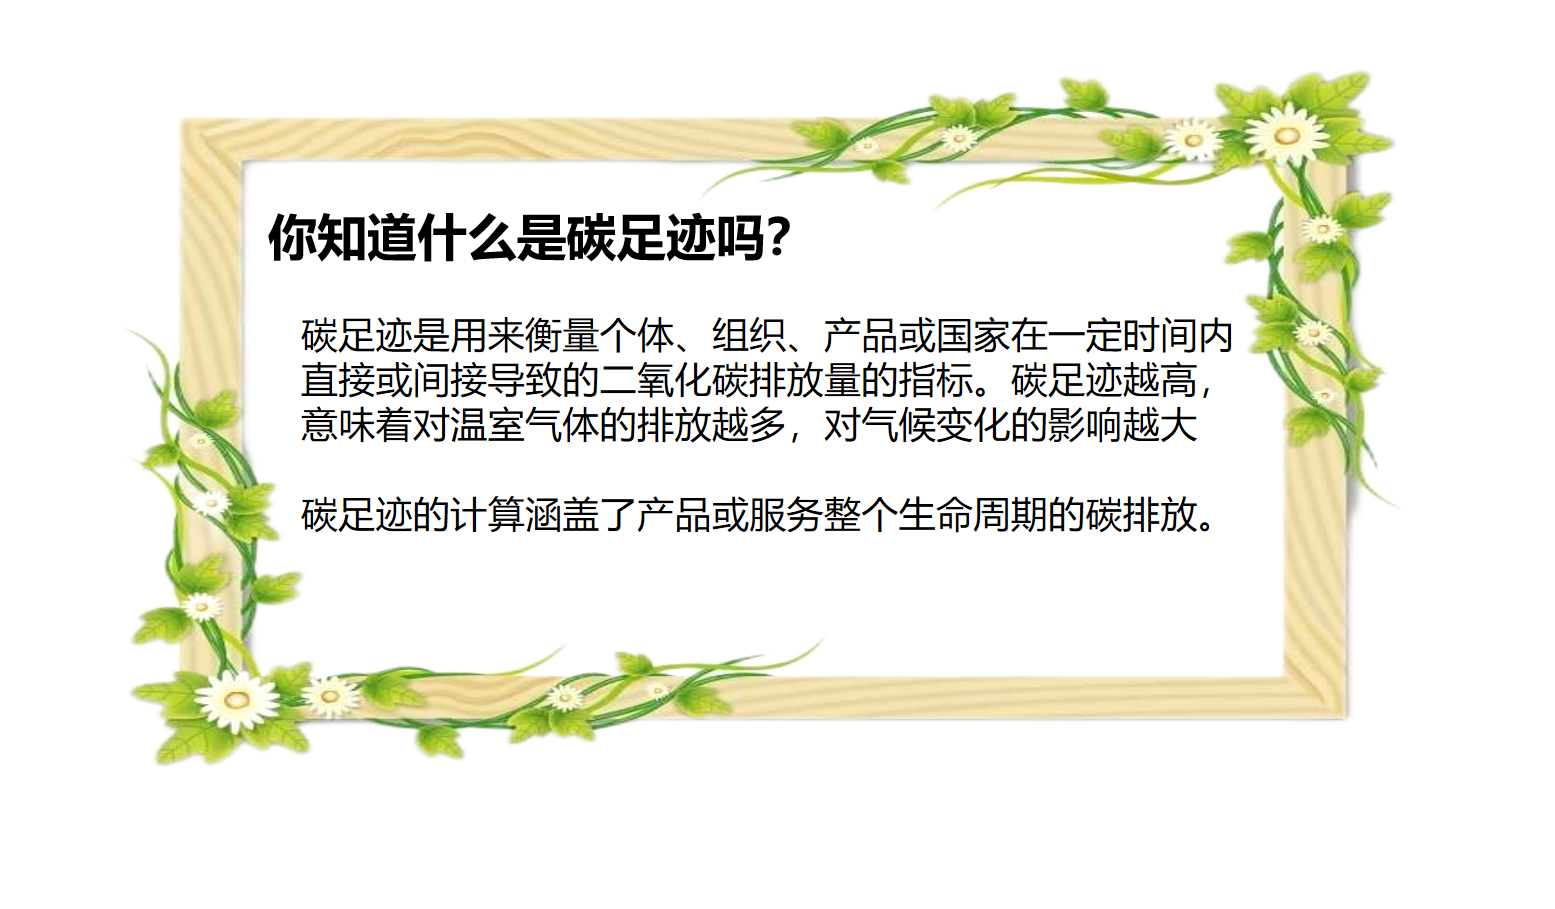 你知道什么是碳足迹吗？
碳足迹是用来衡量个体、组织、产品或国家在一定时间内
直接或间接导致的二氧化碳排放量的指标。碳足迹越高，
意味着对温室气体的排放越多，对气候变化的影响越大
碳足迹的计算涵盖了产品或服务整个生命周期的碳排放。